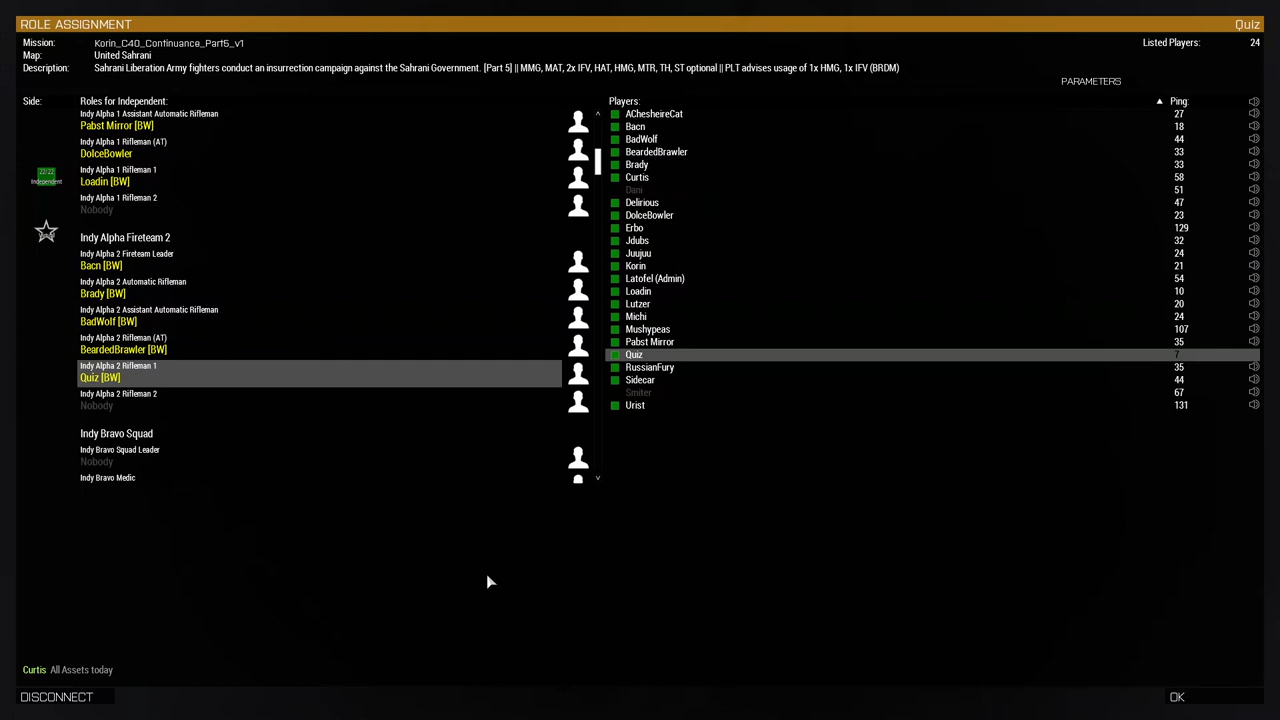 ROLE ASSIGNMENT Quiz
Mission: Korin_C40_Continuance_Part5_v1 Listed Players: 24
Map: United Sahrani
Description: Sahrani Liberation Army fighters conduct an insurrection campaign against the Sahrani Government. [Part 5] || MMG, MAT, 2x IFV, HAT, HMG, MTR, TH, ST optional || PLT advises usage of 1x HMG, 1x IFV (BRDM)
PARAMETERS
Side: Roles for Independent:
22/22
Independent
Indy Alpha 1 Assistant Automatic Rifleman
Pabst Mirror [BW]
Indy Alpha 1 Rifleman (AT)
DolceBowler
Indy Alpha 1 Rifleman 1
Loadin [BW]
Indy Alpha 1 Rifleman 2
Nobody
Indy Alpha Fireteam 2
Indy Alpha 2 Fireteam Leader
Bacn [BW]
Indy Alpha 2 Automatic Rifleman
Brady [BW]
Indy Alpha 2 Assistant Automatic Rifleman
BadWolf [BW]
Indy Alpha 2 Rifleman (AT)
BeardedBrawler [BW]
Indy Alpha 2 Rifleman 1
Quiz [BW]
Indy Alpha 2 Rifleman 2
Nobody
Indy Bravo Squad
Indy Bravo Squad Leader
Nobody
Indy Bravo Medic
Players: Ping:
AChesheireCat 27
Bacn 18
BadWolf 44
BeardedBrawler 33
Brady 33
Curtis 58
Dani 51
Delirious 47
DolceBowler 23
Erbo 129
Jdubs 32
Juujuu 24
Korin 21
Latofel (Admin) 54
Loadin 10
Lutzer 20
Michi 24
Mushypeas 107
Pabst Mirror 35
Quiz 7
RussianFury 35
Sidecar 44
Smiter 67
Urist 131
Curtis All Assets today
DISCONNECT OK